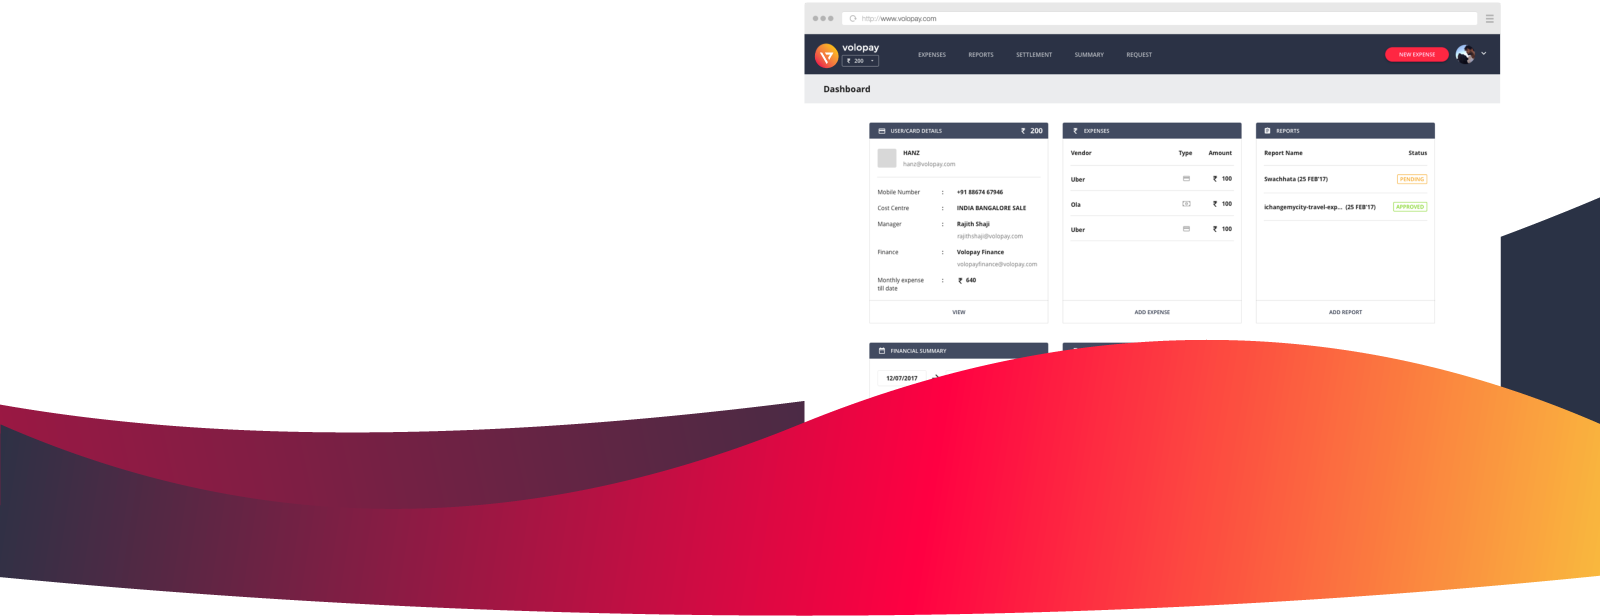 http://www.volopay.com
volopay
₹ 200
EXPENSES REPORTS SETTLEMENT SUMMARY REQUEST
NEW EXPENSE
Dashboard
USER/CARD DETAILS ₹ 200
HANZ
hanz@volopay.com
Mobile Number : +91 88674 67946
Cost Centre : INDIA BANGALORE SALE
Manager : Rajith Shaji
rajithshaji@volopay.com
Finance : Volopay Finance
volopayfinance@volopay.com
Monthly expense : ₹ 640
till date
VIEW
₹ EXPENSES
Vendor Type Amount
Uber ₹ 100
Ola ₹ 100
Uber ₹ 100
ADD EXPENSE
REPORTS
Report Name Status
Swachhata (25 FEB'17) PENDING
ichangemycity-travel-exp... (25 FEB'17) APPROVED
ADD REPORT
FINANCIAL SUMMARY
12/07/2017